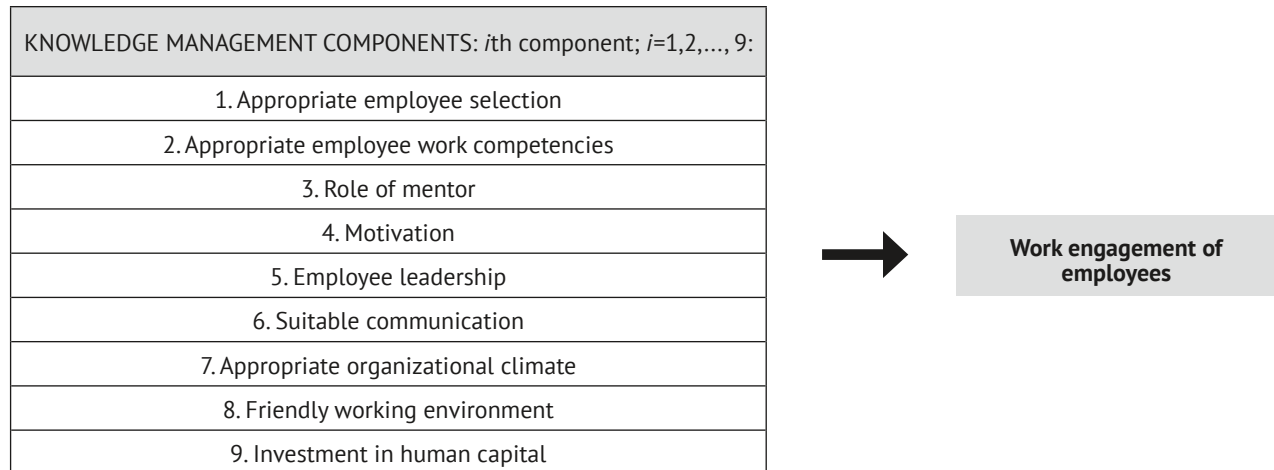 KNOWLEDGE MANAGEMENT COMPONENTS: ith component; i=1,2,..., 9:
1. Appropriate employee selection
2. Appropriate employee work competencies
3. Role of mentor
4. Motivation
5. Employee leadership
6. Suitable communication
7. Appropriate organizational climate
8. Friendly working environment
9. Investment in human capital
Work engagement of
employees